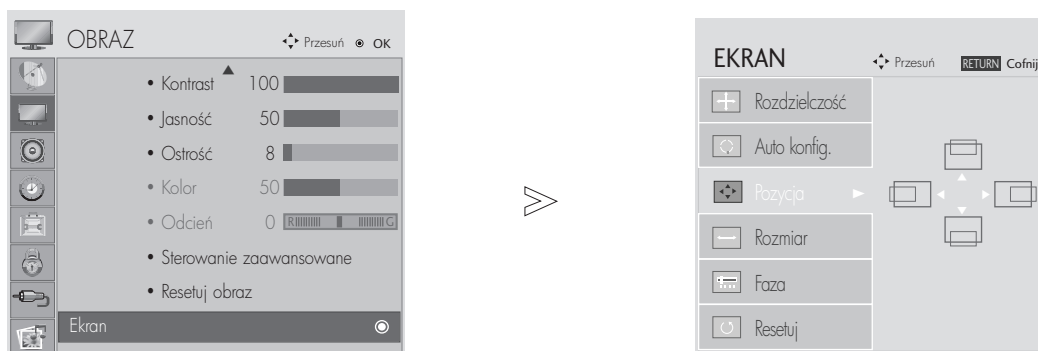 OBRAZ
Przesuń OK
• Kontrast 100
• Jasność 50
• Ostrość 8
• Kolor 50
• Odcień 0 R G
• Sterowanie zaawansowane
• Resetuj obraz
Ekran
EKRAN
Przesuń RETURN Cofnij
Rozdzielczość
Auto konfig.
Pozycja
Rozmiar
Faza
Resetuj